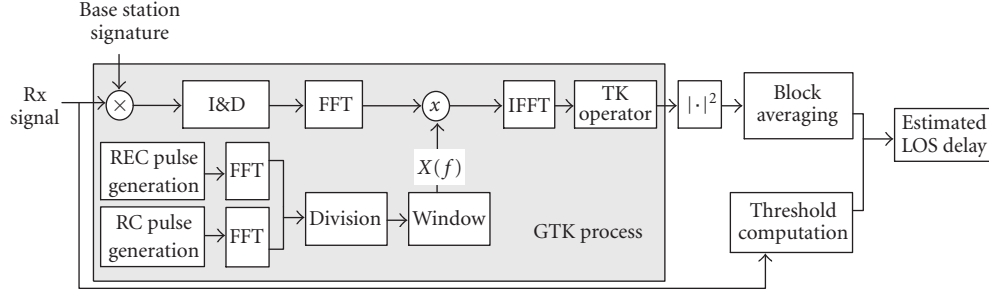 Base station
signature
Rx
signal
×
I&D
FFT
x
IFFT
TK
operator
|·|²
Block
averaging
Estimated
LOS delay
REC pulse
generation
FFT
X(f)
RC pulse
generation
FFT
Division
Window
GTK process
Threshold
computation